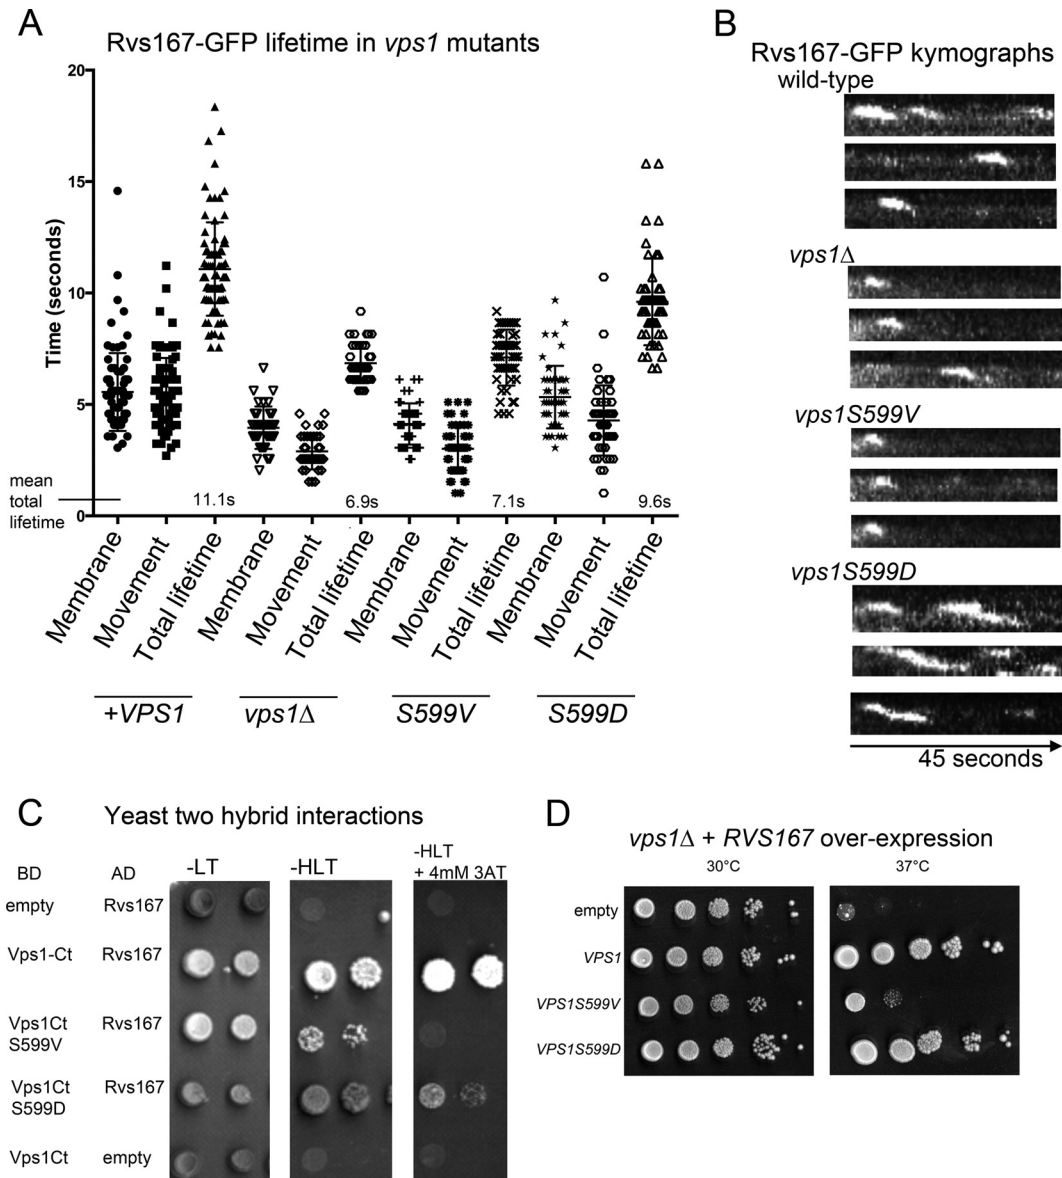 A
Rvs167-GFP lifetime in vps1 mutants
Time (seconds)
20
15
10
5
0
mean
total
lifetime
11.1s
6.9s
7.1s
9.6s
Membrane
Movement
Total lifetime
Membrane
Movement
Total lifetime
Membrane
Movement
Total lifetime
Membrane
Movement
Total lifetime
+VPS1
vps1Δ
S599V
S599D
B
Rvs167-GFP kymographs
wild-type
vps1Δ
vps1S599V
vps1S599D
45 seconds
C
Yeast two hybrid interactions
BD
AD
-LT
-HLT
-HLT
+ 4mM 3AT
empty
Rvs167
Vps1-Ct
Rvs167
Vps1Ct
S599V
Rvs167
Vps1Ct
S599D
Rvs167
Vps1Ct
empty
D
vps1Δ + RVS167 over-expression
30°C
37°C
empty
VPS1
VPS1S599V
VPS1S599D